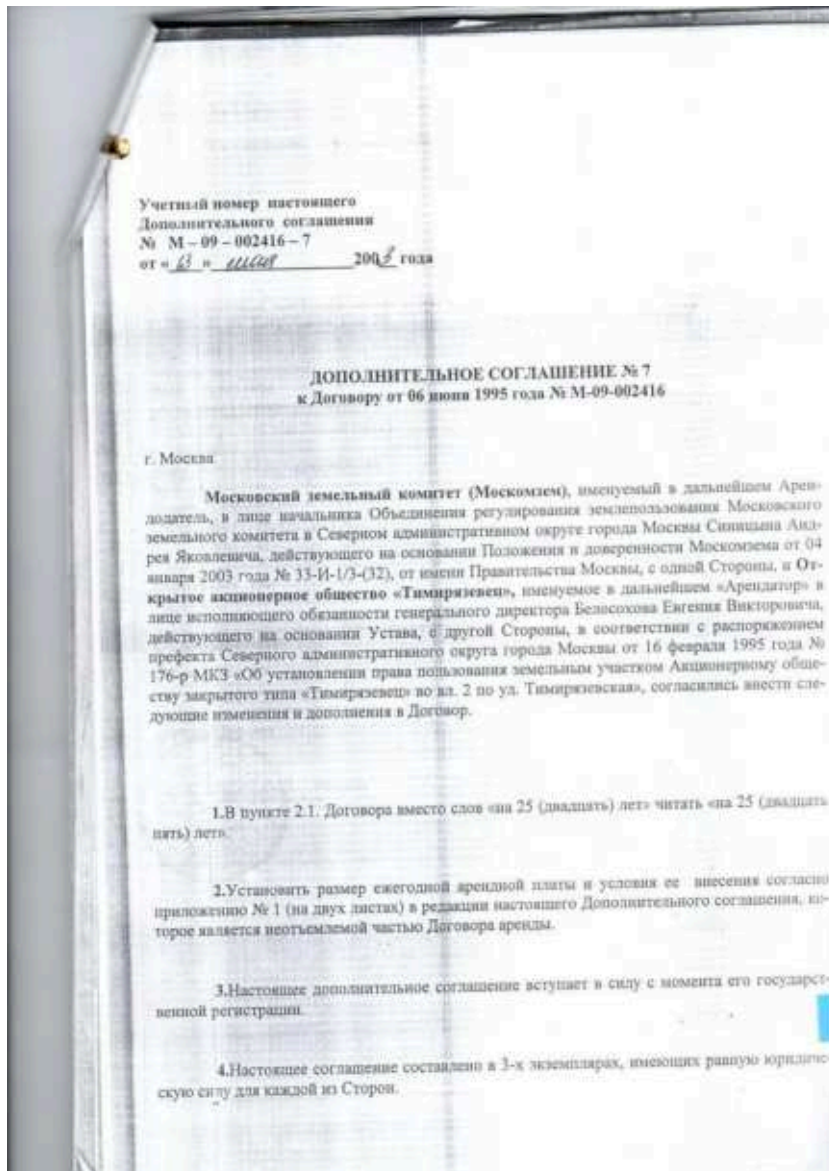 Учетный номер настоящего
Дополнительного соглашения
№ М – 09 – 002416 – 7
от « » 200 года
ДОПОЛНИТЕЛЬНОЕ СОГЛАШЕНИЕ № 7
к Договору от 06 июня 1995 года № М-09-002416
г. Москва
Московский земельный комитет (Москомзем), именуемый в дальнейшем Арен-
додатель, в лице начальника Объединения регулирования землепользования Московского
земельного комитета в Северном административном округе города Москвы Синицына Анд-
рея Яковлевича, действующего на основании Положения и доверенности Москомзема от 04
января 2003 года № 33-И-1/3-(32), от имени Правительства Москвы, с одной Стороны, и От-
крытое акционерное общество «Тимирязевец», именуемое в дальнейшем «Арендатор» в
лице исполняющего обязанности генерального директора Белосохова Евгения Викторовича,
действующего на основании Устава, с другой Стороны, в соответствии с распоряжением
префекта Северного административного округа города Москвы от 16 февраля 1995 года №
176-р МКЗ «Об установлении права пользования земельным участком Акционерному обще-
ству закрытого типа «Тимирязевец» во вл. 2 по ул. Тимирязевская», согласились внести сле-
дующие изменения и дополнения в Договор.
1.В пункте 2.1. Договора вместо слов «на 25 (двадцать) лет» читать «на 25 (двадцать
пять) лет».
2.Установить размер ежегодной арендной платы и условия ее внесения согласно
приложению № 1 (на двух листах) в редакции настоящего Дополнительного соглашения, ко-
торое является неотъемлемой частью Договора аренды.
3.Настоящее дополнительное соглашение вступает в силу с момента его государст-
венной регистрации.
4.Настоящее соглашение составлено в 3-х экземплярах, имеющих равную юридиче-
скую силу для каждой из Сторон.